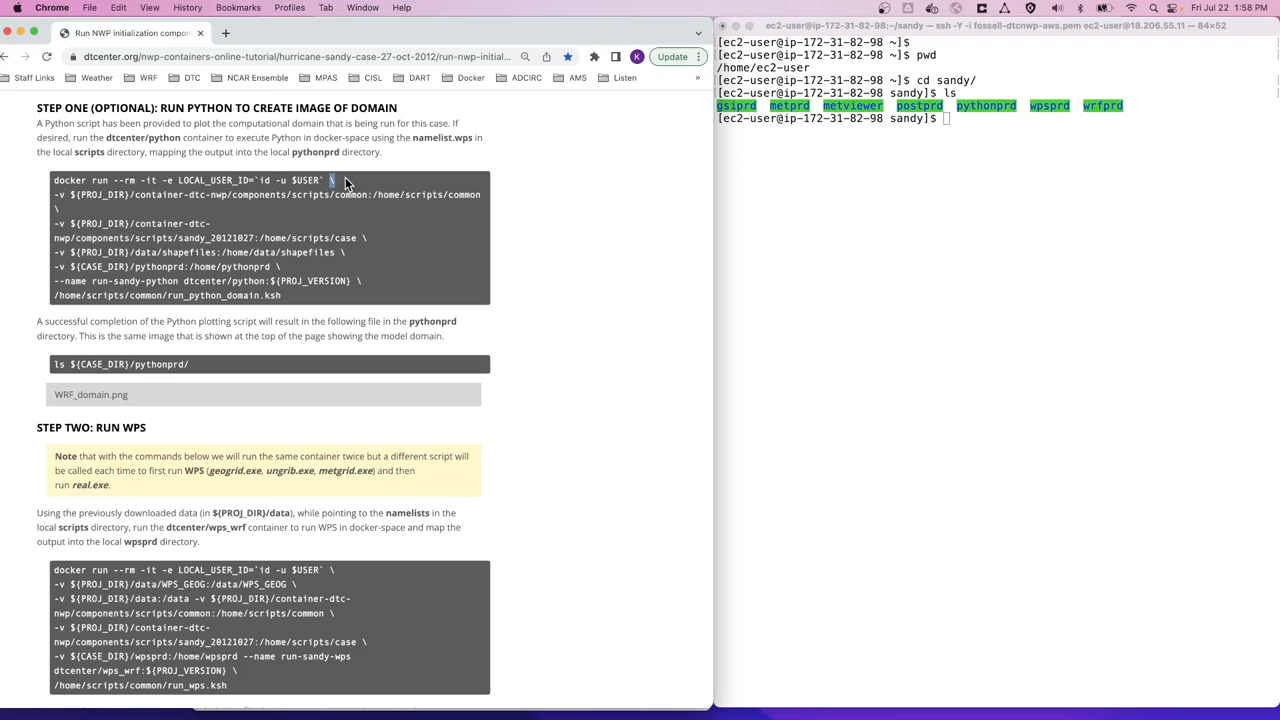 Chrome File Edit View History Bookmarks Profiles Tab Window Help
Fri Jul 22 1:58 PM
Run NWP initialization compon
dtcenter.org/nwp-containers-online-tutorial/hurricane-sandy-case-27-oct-2012/run-nwp-initial...
K
Update
Staff Links Weather WRF DTC NCAR Ensemble MPAS CISL DART Docker ADCIRC AMS Listen »
STEP ONE (OPTIONAL): RUN PYTHON TO CREATE IMAGE OF DOMAIN
A Python script has been provided to plot the computational domain that is being run for this case. If
desired, run the dtcenter/python container to execute Python in docker-space using the namelist.wps in
the local scripts directory, mapping the output into the local pythonprd directory.
docker run --rm -it -e LOCAL_USER_ID=`id -u $USER` \
-v ${PROJ_DIR}/container-dtc-nwp/components/scripts/common:/home/scripts/common
\
-v ${PROJ_DIR}/container-dtc-
nwp/components/scripts/sandy_20121027:/home/scripts/case \
-v ${PROJ_DIR}/data/shapefiles:/home/data/shapefiles \
-v ${CASE_DIR}/pythonprd:/home/pythonprd \
--name run-sandy-python dtcenter/python:${PROJ_VERSION} \
/home/scripts/common/run_python_domain.ksh
A successful completion of the Python plotting script will result in the following file in the pythonprd
directory. This is the same image that is shown at the top of the page showing the model domain.
ls ${CASE_DIR}/pythonprd/
WRF_domain.png
STEP TWO: RUN WPS
Note that with the commands below we will run the same container twice but a different script will
be called each time to first run WPS (geogrid.exe, ungrib.exe, metgrid.exe) and then
run real.exe.
Using the previously downloaded data (in ${PROJ_DIR}/data), while pointing to the namelists in the
local scripts directory, run the dtcenter/wps_wrf container to run WPS in docker-space and map the
output into the local wpsprd directory.
docker run --rm -it -e LOCAL_USER_ID=`id -u $USER` \
-v ${PROJ_DIR}/data/WPS_GEOG:/data/WPS_GEOG \
-v ${PROJ_DIR}/data:/data -v ${PROJ_DIR}/container-dtc-
nwp/components/scripts/common:/home/scripts/common \
-v ${PROJ_DIR}/container-dtc-
nwp/components/scripts/sandy_20121027:/home/scripts/case \
-v ${CASE_DIR}/wpsprd:/home/wpsprd --name run-sandy-wps
dtcenter/wps_wrf:${PROJ_VERSION} \
/home/scripts/common/run_wps.ksh
ec2-user@ip-172-31-82-98:~/sandy — ssh -Y -i fossell-dtcnwp-aws.pem ec2-user@18.206.55.11 — 84×52
[ec2-user@ip-172-31-82-98 ~]$
[ec2-user@ip-172-31-82-98 ~]$ pwd
/home/ec2-user
[ec2-user@ip-172-31-82-98 ~]$ cd sandy/
[ec2-user@ip-172-31-82-98 sandy]$ ls
gsiprd metprd metviewer postprd pythonprd wpsprd wrfprd
[ec2-user@ip-172-31-82-98 sandy]$